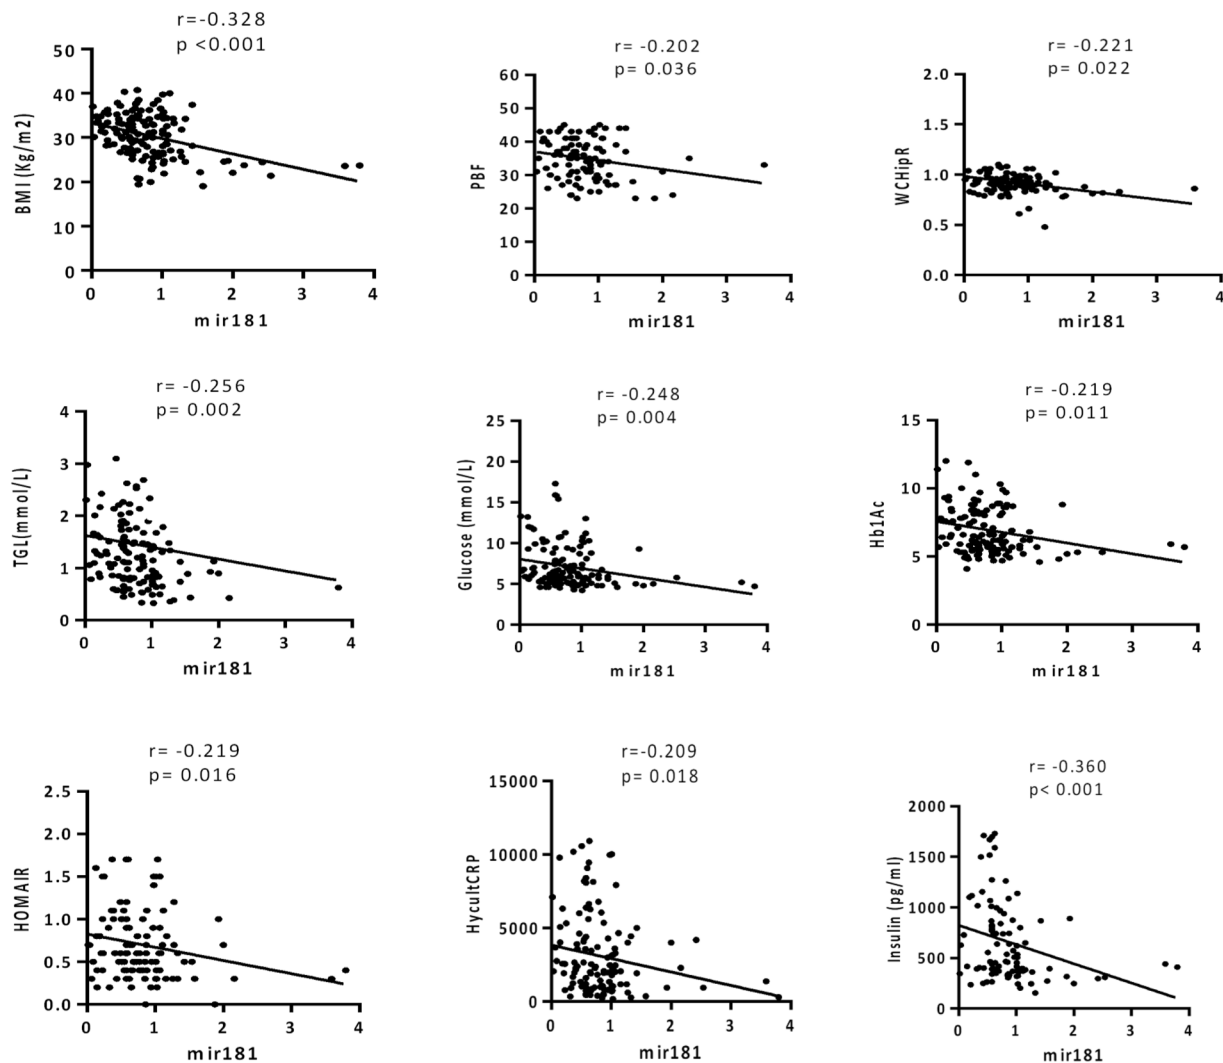 r=-0.328
p <0.001
50
40
30
20
10
0
BMI (Kg/m2)
0 1 2 3 4
mir181
r= -0.202
p= 0.036
60
50
40
30
20
10
0
PBF
0 1 2 3 4
mir181
r= -0.221
p= 0.022
2.0
1.5
1.0
0.5
0.0
WCHipR
0 1 2 3 4
mir181
r= -0.256
p= 0.002
4
3
2
1
0
TGL(mmol/L)
0 1 2 3 4
mir181
r= -0.248
p= 0.004
25
20
15
10
5
0
Glucose (mmol/L)
0 1 2 3 4
mir181
r= -0.219
p= 0.011
15
10
5
0
Hb1Ac
0 1 2 3 4
mir181
r= -0.219
p= 0.016
2.5
2.0
1.5
1.0
0.5
0.0
HOMAIR
0 1 2 3 4
mir181
r=-0.209
p= 0.018
15000
10000
5000
0
HycultCRP
0 1 2 3 4
mir181
r= -0.360
p< 0.001
2000
1500
1000
500
0
Insulin (pg/ml)
0 1 2 3 4
mir181